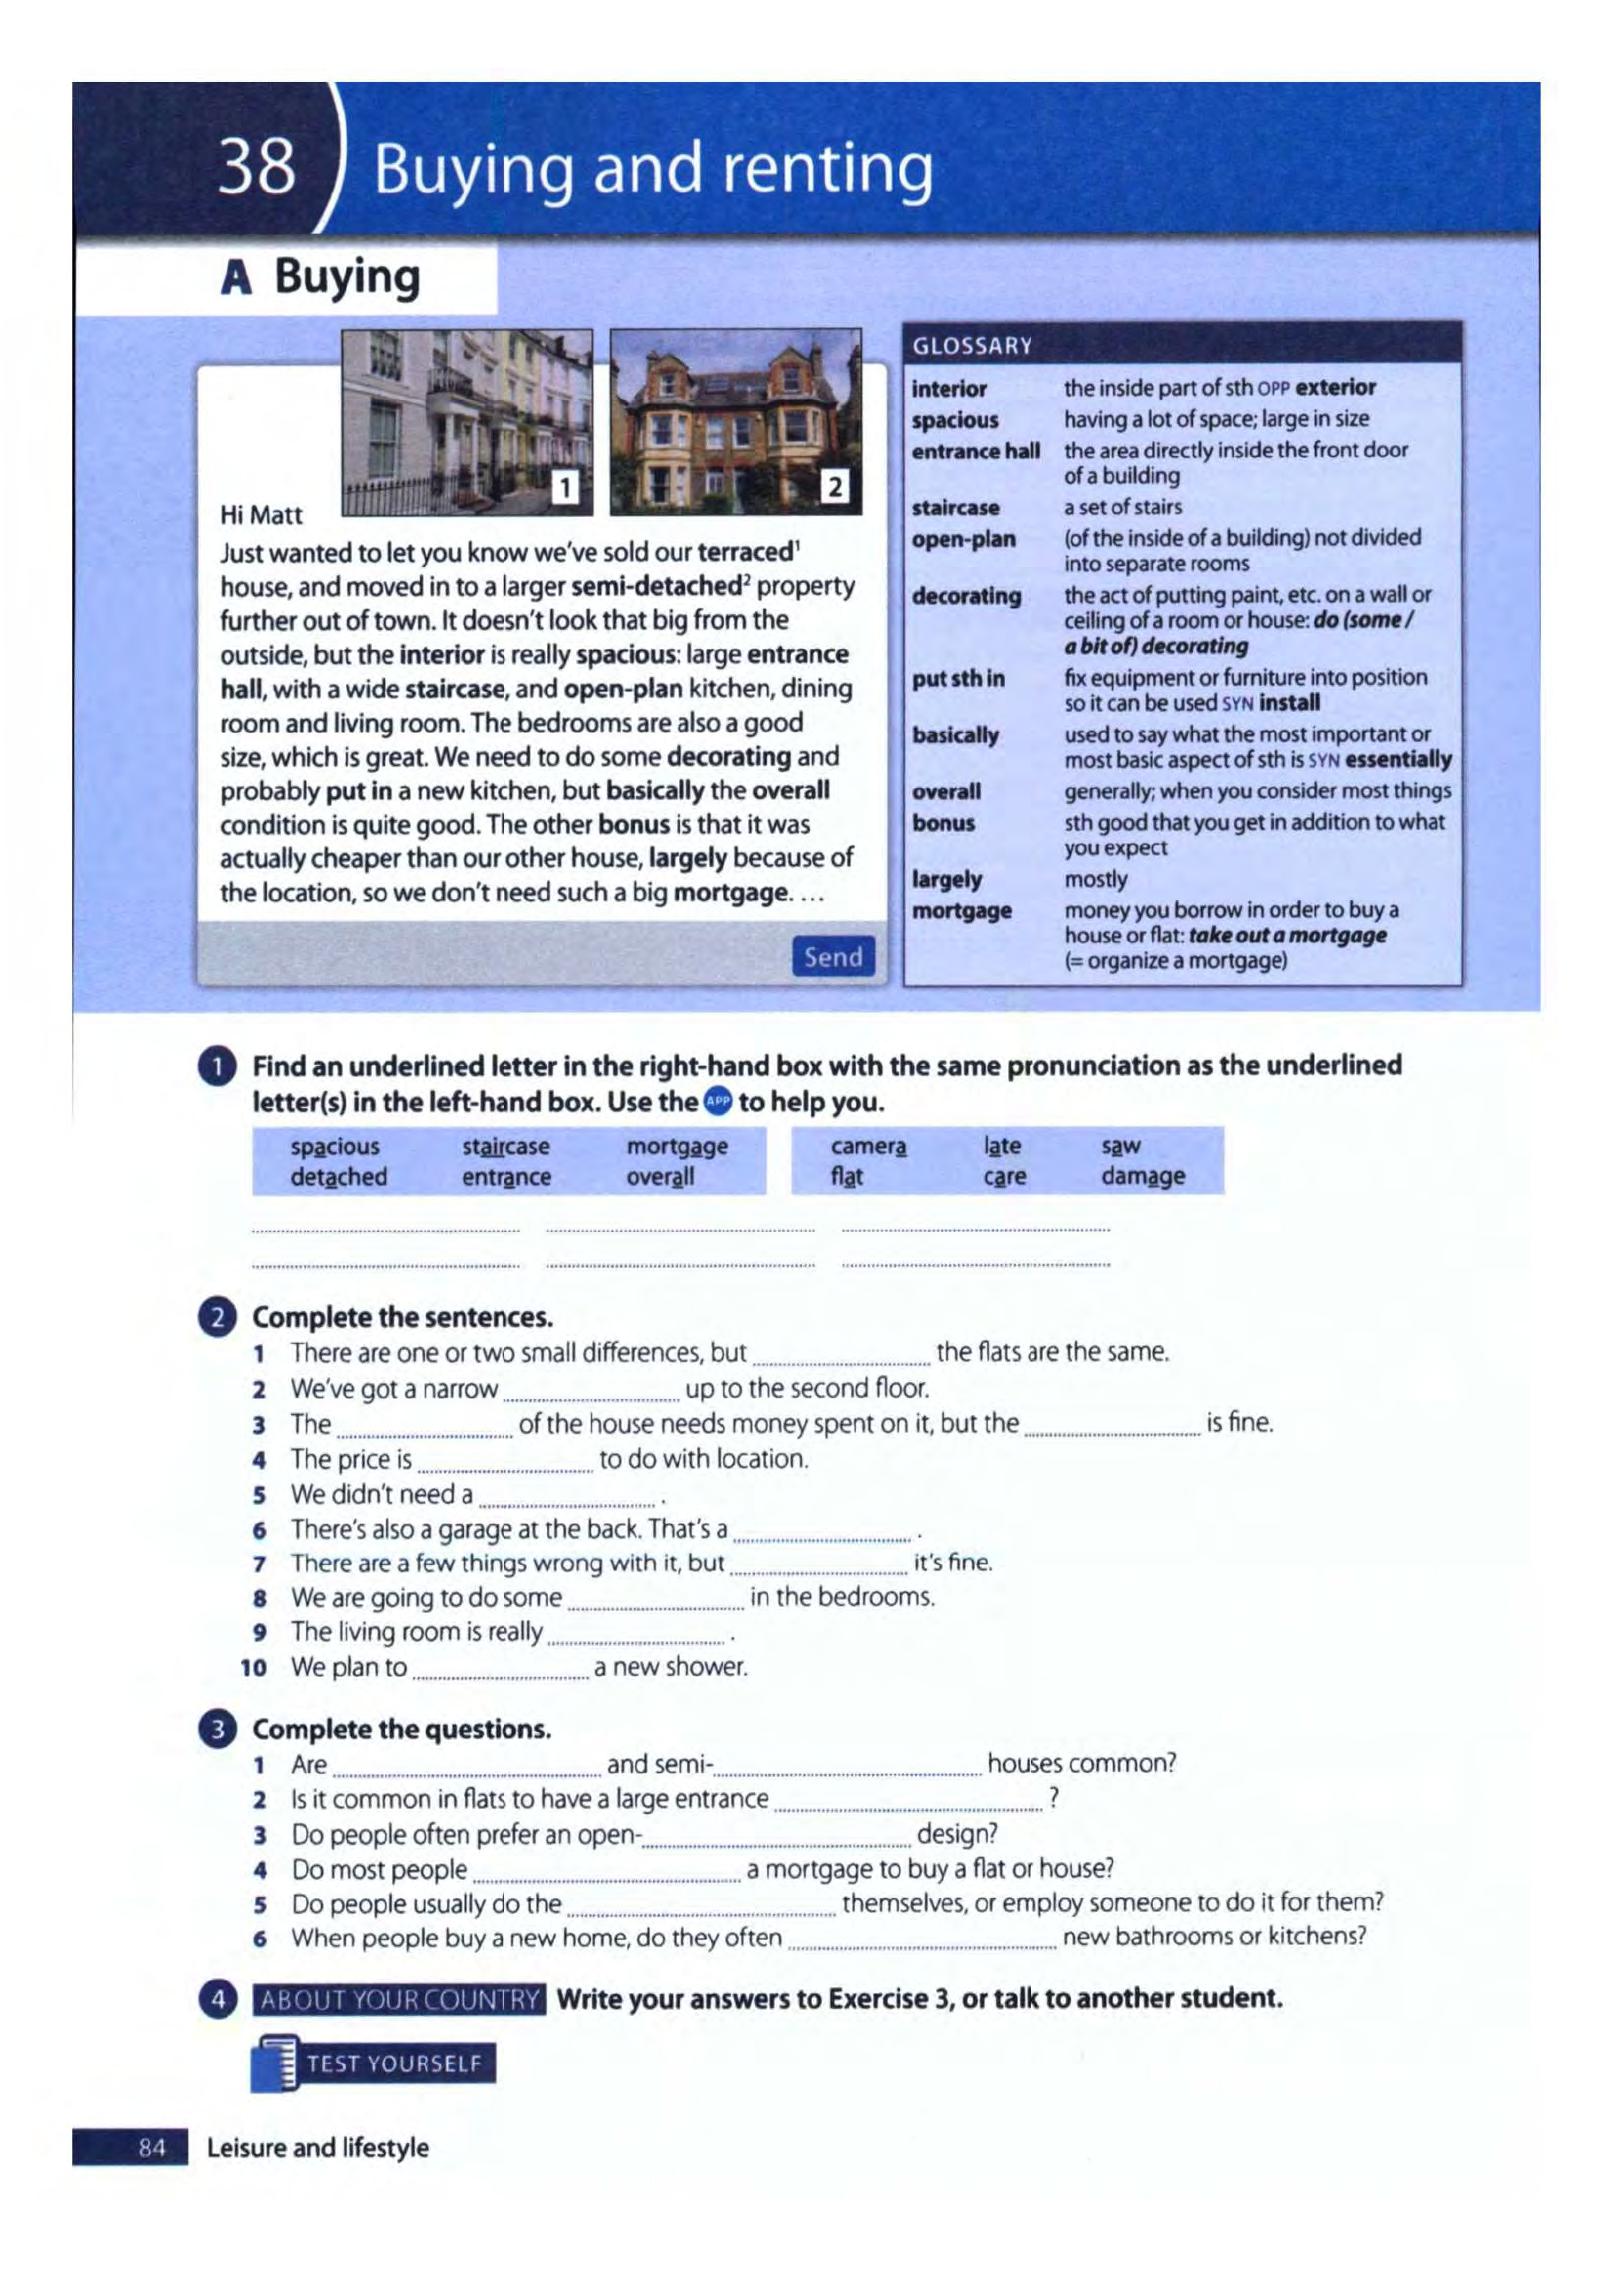 38 Buying and renting
A Buying
1
2
Hi Matt
Just wanted to let you know we've sold our terraced¹
house, and moved in to a larger semi-detached² property
further out of town. It doesn't look that big from the
outside, but the interior is really spacious: large entrance
hall, with a wide staircase, and open-plan kitchen, dining
room and living room. The bedrooms are also a good
size, which is great. We need to do some decorating and
probably put in a new kitchen, but basically the overall
condition is quite good. The other bonus is that it was
actually cheaper than our other house, largely because of
the location, so we don't need such a big mortgage. ...
Send
GLOSSARY
interior the inside part of sth OPP exterior
spacious having a lot of space; large in size
entrance hall the area directly inside the front door
of a building
staircase a set of stairs
open-plan (of the inside of a building) not divided
into separate rooms
decorating the act of putting paint, etc. on a wall or
ceiling of a room or house: do (some /
a bit of) decorating
put sth in fix equipment or furniture into position
so it can be used SYN install
basically used to say what the most important or
most basic aspect of sth is SYN essentially
overall generally; when you consider most things
bonus sth good that you get in addition to what
you expect
largely mostly
mortgage money you borrow in order to buy a
house or flat: take out a mortgage
(= organize a mortgage)
1 Find an underlined letter in the right-hand box with the same pronunciation as the underlined
letter(s) in the left-hand box. Use the APP to help you.
spacious staircase mortgage
detached entrance overall
camera late saw
flat care damage
2 Complete the sentences.
1 There are one or two small differences, but ........ the flats are the same.
2 We've got a narrow ........ up to the second floor.
3 The ........ of the house needs money spent on it, but the ........ is fine.
4 The price is ........ to do with location.
5 We didn't need a ........ .
6 There's also a garage at the back. That's a ........ .
7 There are a few things wrong with it, but ........ it's fine.
8 We are going to do some ........ in the bedrooms.
9 The living room is really ........ .
10 We plan to ........ a new shower.
3 Complete the questions.
1 Are ........ and semi-........ houses common?
2 Is it common in flats to have a large entrance ........ ?
3 Do people often prefer an open-........ design?
4 Do most people ........ a mortgage to buy a flat or house?
5 Do people usually do the ........ themselves, or employ someone to do it for them?
6 When people buy a new home, do they often ........ new bathrooms or kitchens?
4 ABOUT YOUR COUNTRY Write your answers to Exercise 3, or talk to another student.
TEST YOURSELF
84 Leisure and lifestyle